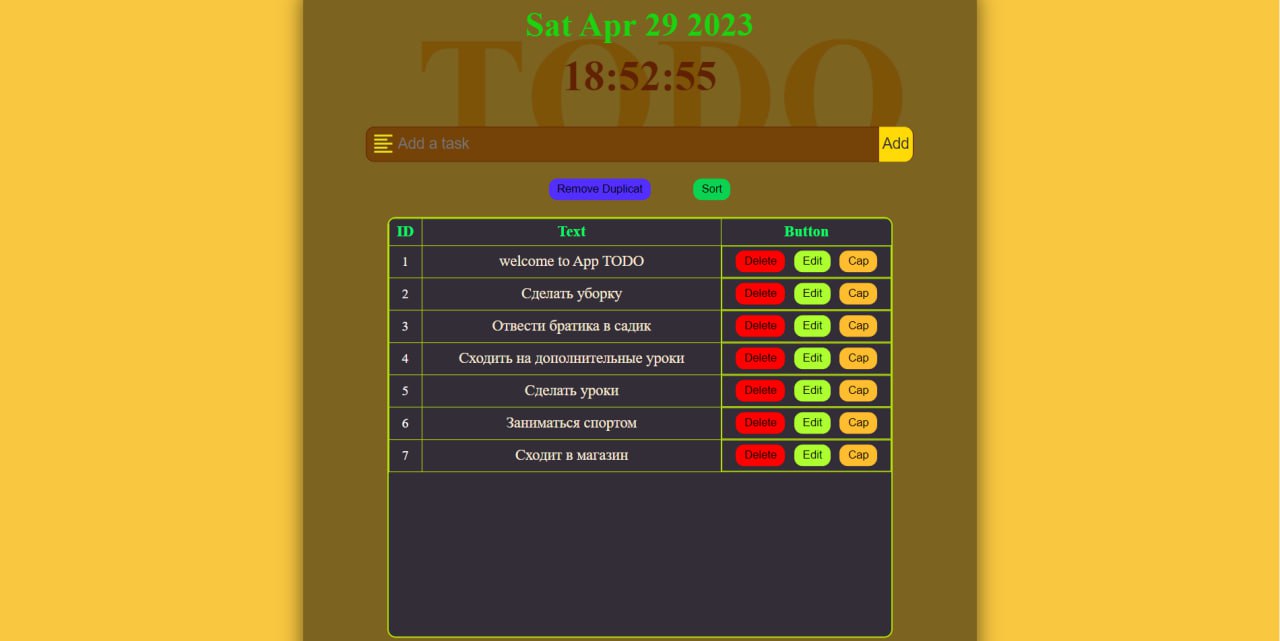 Sat Apr 29 2023
TODO
18:52:55
Add a task Add
Remove Duplicat Sort
ID Text Button
1 welcome to App TODO Delete Edit Cap
2 Сделать уборку Delete Edit Cap
3 Отвести братика в садик Delete Edit Cap
4 Сходить на дополнительные уроки Delete Edit Cap
5 Сделать уроки Delete Edit Cap
6 Заниматься спортом Delete Edit Cap
7 Сходит в магазин Delete Edit Cap